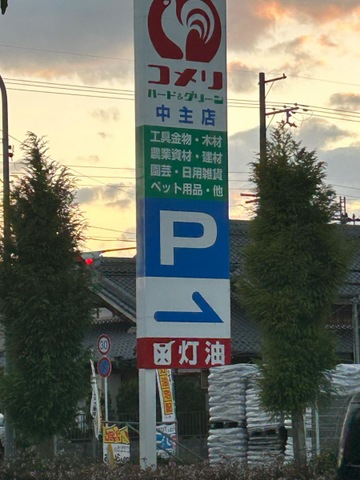 コメリ
ハード&グリーン
中主店
工具金物・木材
農業資材・建材
園芸・日用雑貨
ペット用品・他
P
灯油
30